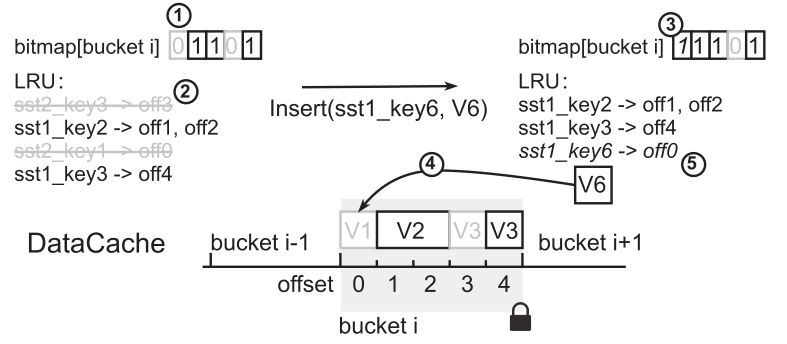 1
bitmap[bucket i] 0 1 1 0 1
LRU:
2
sst2_key3 -> off3
sst1_key2 -> off1, off2
sst2_key1 -> off0
sst1_key3 -> off4
Insert(sst1_key6, V6)
3
bitmap[bucket i] 1 1 1 0 1
LRU:
sst1_key2 -> off1, off2
sst1_key3 -> off4
sst1_key6 -> off0
5
4
V6
V1 V2 V3 V3
DataCache
bucket i-1
bucket i+1
offset 0 1 2 3 4
bucket i